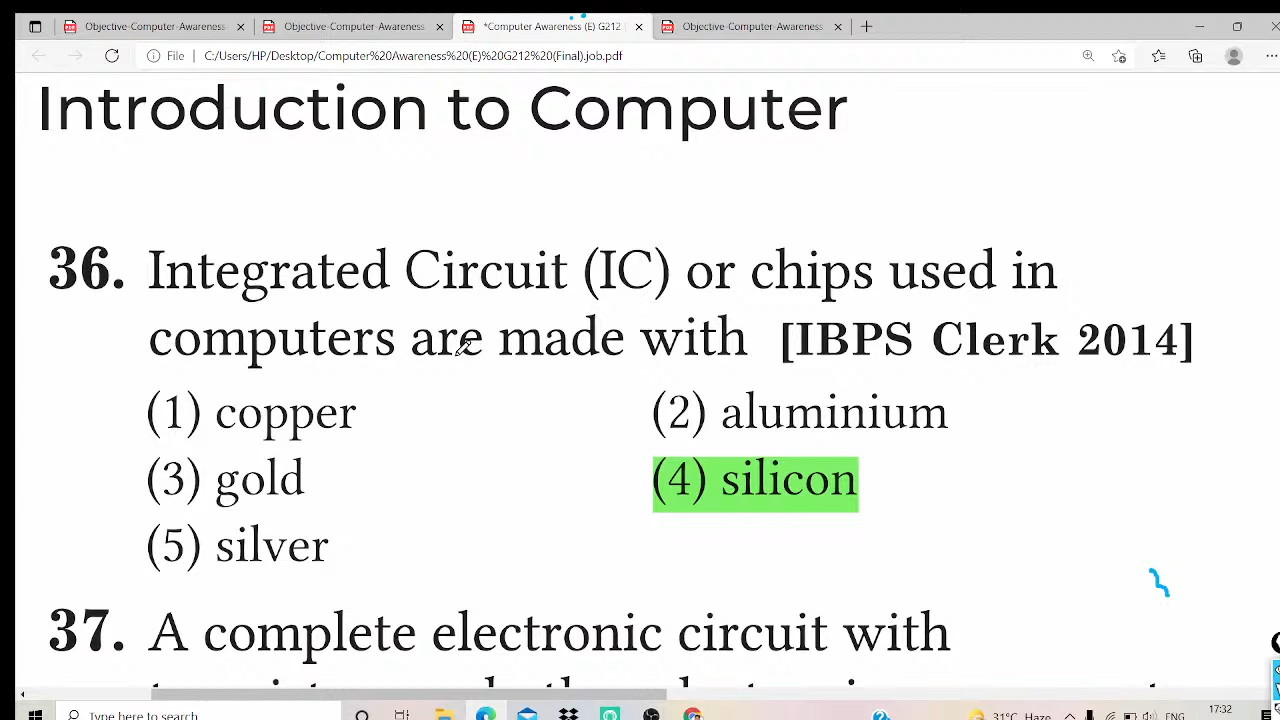 Objective-Computer-Awareness
Objective-Computer-Awareness
*Computer Awareness (E) G212
Objective-Computer-Awareness
File | C:/Users/HP/Desktop/Computer%20Awareness%20(E)%20G212%20(Final).job.pdf
Introduction to Computer
36. Integrated Circuit (IC) or chips used in
computers are made with [IBPS Clerk 2014]
(1) copper (2) aluminium
(3) gold (4) silicon
(5) silver
37. A complete electronic circuit with
Type here to search
31°C Haze
ENG
17:32